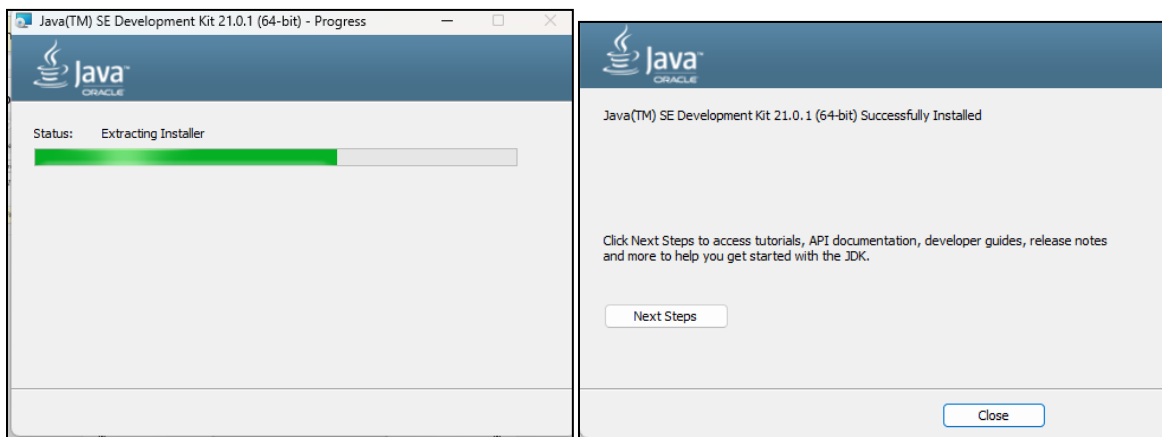 Java(TM) SE Development Kit 21.0.1 (64-bit) - Progress
Java™
ORACLE
Status: Extracting Installer
Java™
ORACLE
Java(TM) SE Development Kit 21.0.1 (64-bit) Successfully Installed
Click Next Steps to access tutorials, API documentation, developer guides, release notes
and more to help you get started with the JDK.
Next Steps
Close